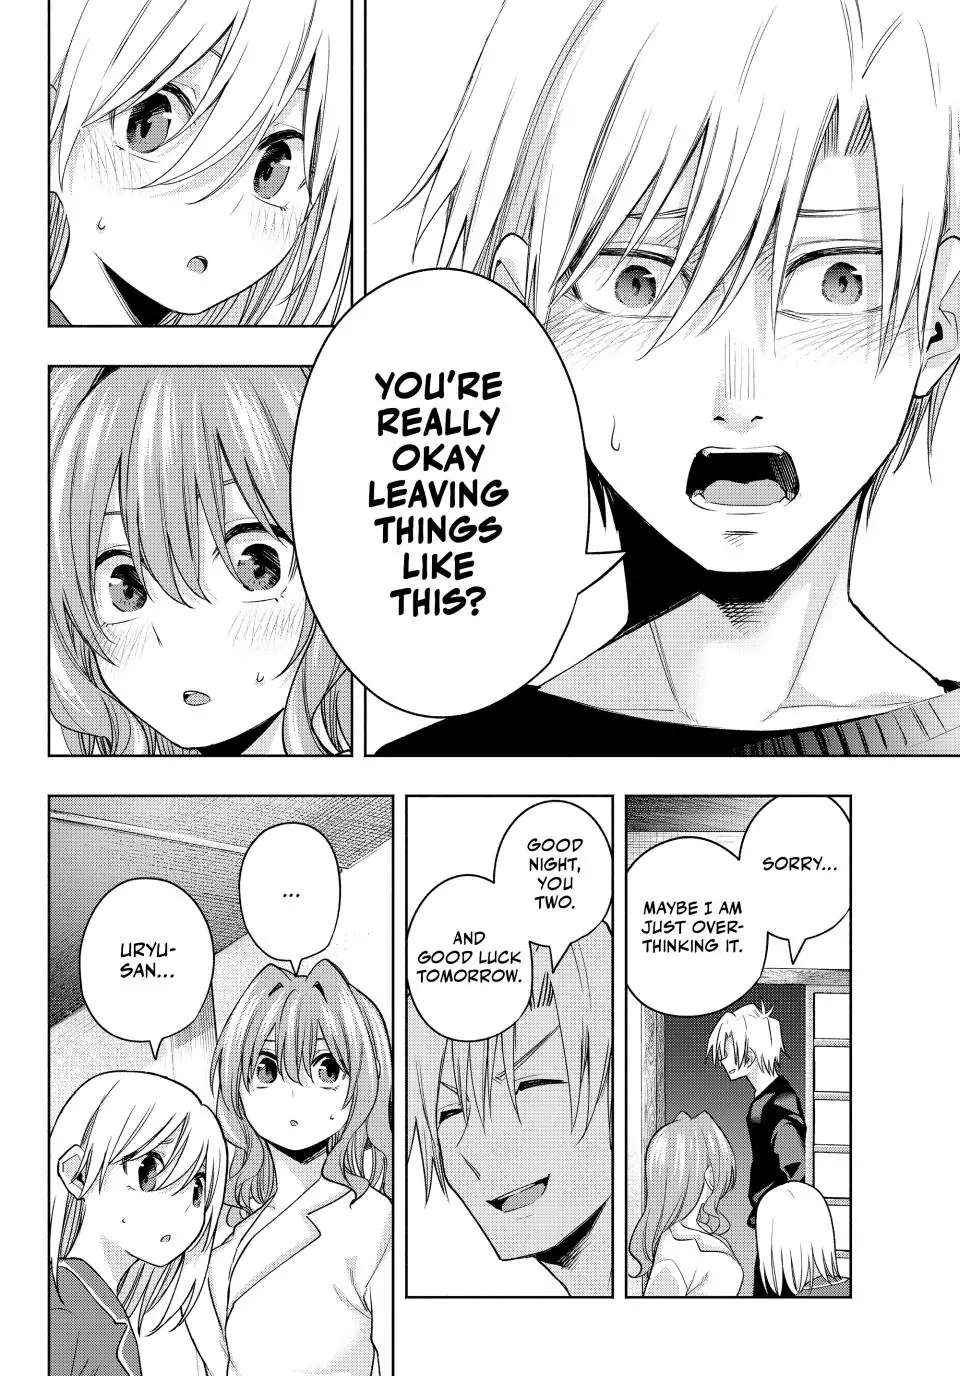 YOU'RE
REALLY
OKAY
LEAVING
THINGS
LIKE
THIS?
SORRY...
MAYBE I AM
JUST OVER-
THINKING IT.
GOOD
NIGHT,
YOU
TWO.
AND
GOOD LUCK
TOMORROW.
...
URYU-
SAN...